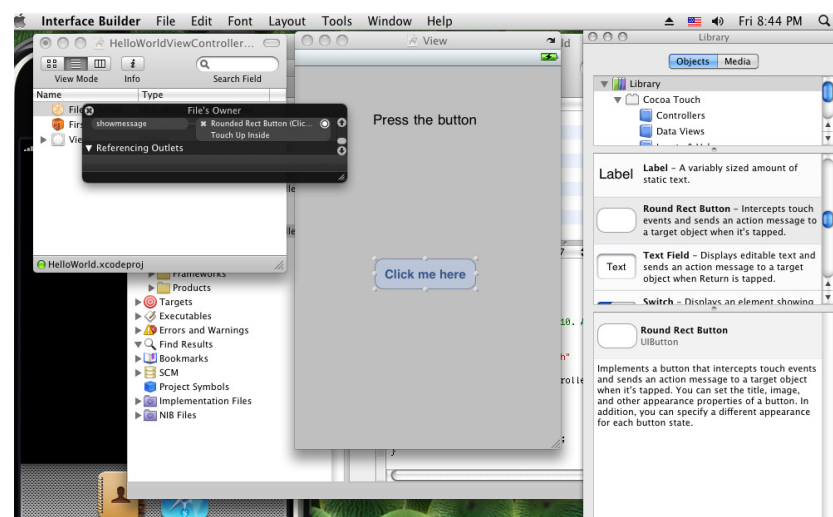 Interface Builder File Edit Font Layout Tools Window Help Fri 8:44 PM
HelloWorldViewController...
View Mode Info Search Field
Name Type
File's Owner
showmessage Rounded Rect Button (Clic...
Touch Up Inside
Referencing Outlets
HelloWorld.xcodeproj
Frameworks
Products
Targets
Executables
Errors and Warnings
Find Results
Bookmarks
SCM
Project Symbols
Implementation Files
NIB Files
View
Press the button
Click me here
Library
Objects Media
Library
Cocoa Touch
Controllers
Data Views
Label Label – A variably sized amount of
static text.
Round Rect Button – Intercepts touch
events and sends an action message to
a target object when it's tapped.
Text Text Field – Displays editable text and
sends an action message to a target
object when Return is tapped.
Switch – Displays an element showing
Round Rect Button
UIButton
Implements a button that intercepts touch events
and sends an action message to a target object
when it's tapped. You can set the title, image,
and other appearance properties of a button. In
addition, you can specify a different appearance
for each button state.